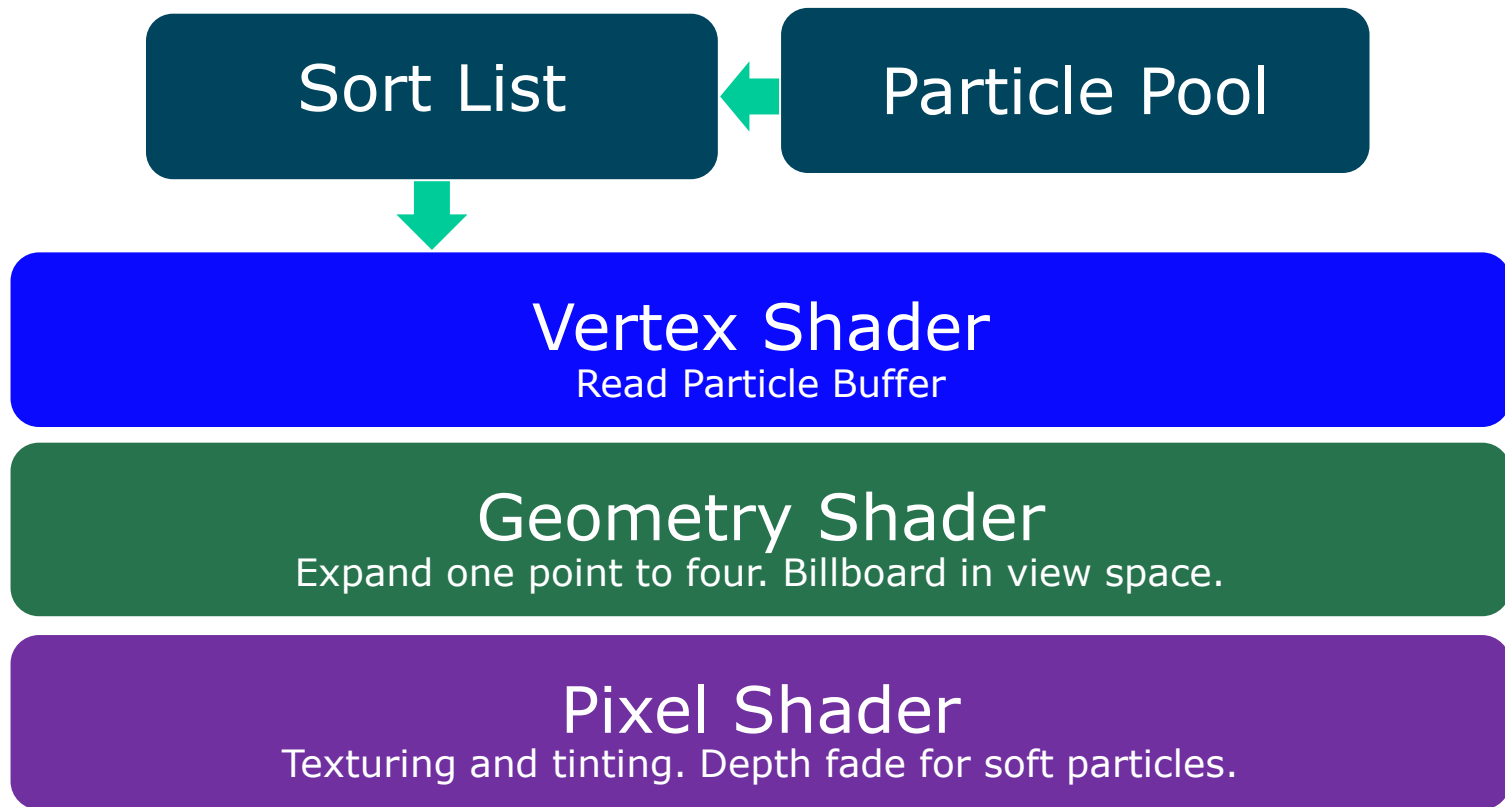 Sort List
Particle Pool
Vertex Shader
Read Particle Buffer
Geometry Shader
Expand one point to four. Billboard in view space.
Pixel Shader
Texturing and tinting. Depth fade for soft particles.